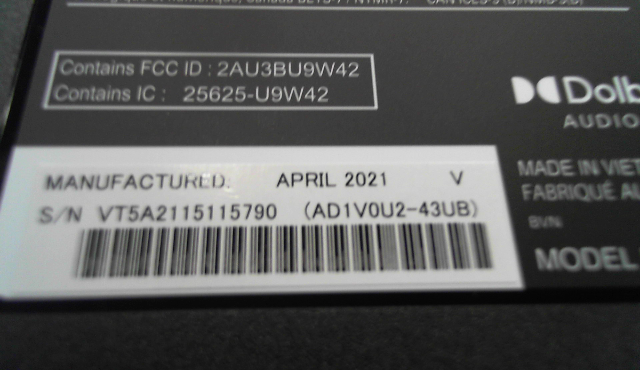 Contains FCC ID : 2AU3BU9W42
Contains IC : 25625-U9W42
Dolb
AUDIO
MANUFACTURED: APRIL 2021 V
S/N VT5A2115115790 (AD1V0U2-43UB)
MADE IN VIET
FABRIQUÉ AU
BVN
MODEL